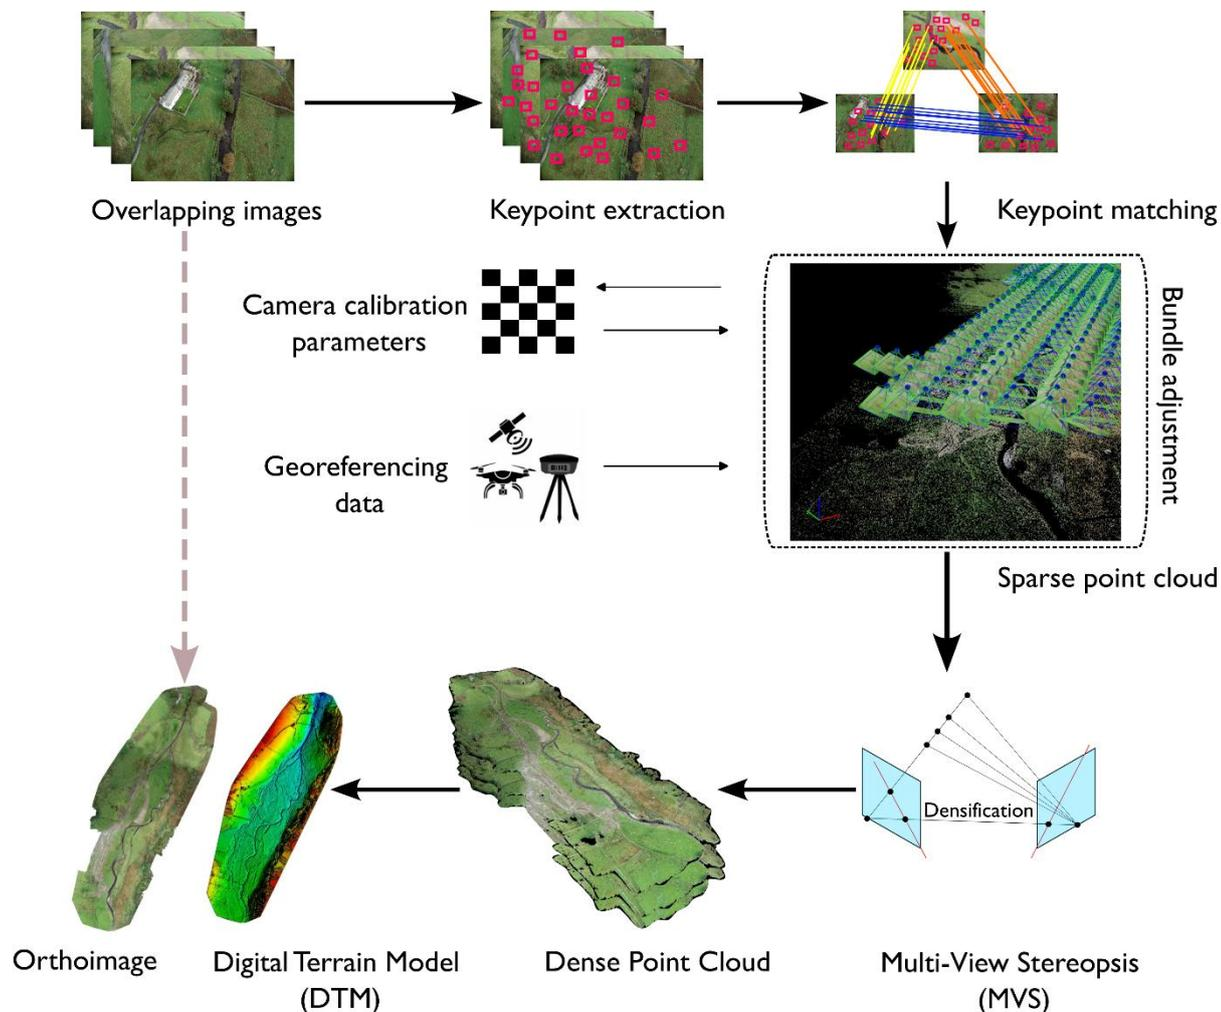 Overlapping images
Keypoint extraction
Keypoint matching
Camera calibration
parameters
Bundle adjustment
Georeferencing
data
Sparse point cloud
Densification
Orthoimage
Digital Terrain Model
(DTM)
Dense Point Cloud
Multi-View Stereopsis
(MVS)